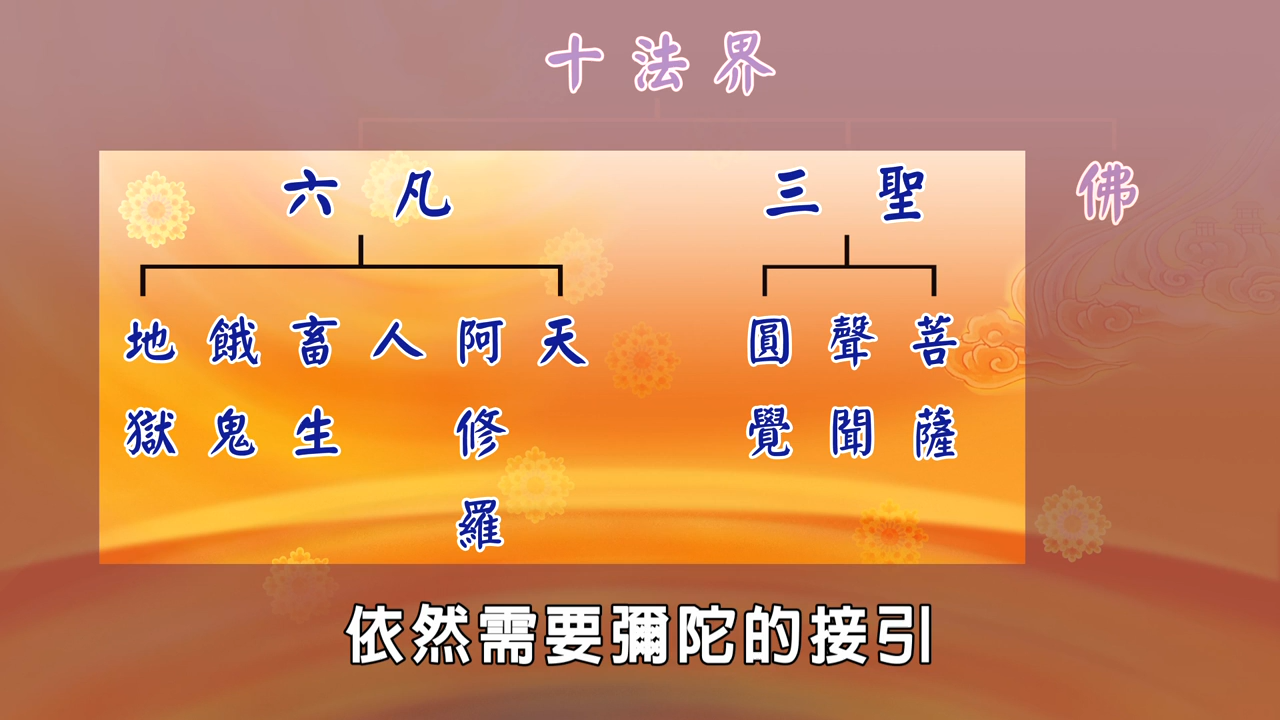 十法界
六凡 三聖 佛
地獄 餓鬼 畜生 人 阿修羅 天 圓覺 聲聞 菩薩
依然需要彌陀的接引